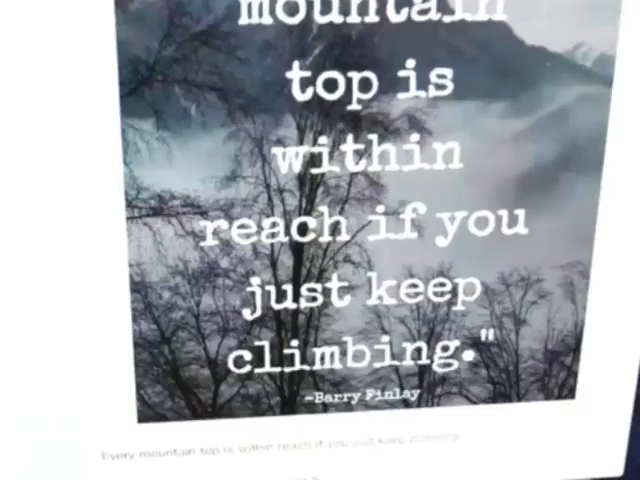 mountain
top is
within
reach if you
just keep
climbing."
-Barry Finlay
Every mountain top is within reach if you just keep climbing